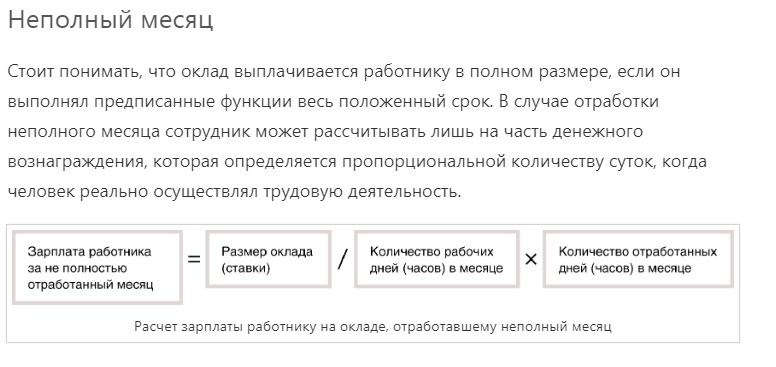 Неполный месяц
Стоит понимать, что оклад выплачивается работнику в полном размере, если он
выполнял предписанные функции весь положенный срок. В случае отработки
неполного месяца сотрудник может рассчитывать лишь на часть денежного
вознаграждения, которая определяется пропорциональной количеству суток, когда
человек реально осуществлял трудовую деятельность.
Зарплата работника
за не полностью
отработанный месяц
=
Размер оклада
(ставки)
/
Количество рабочих
дней (часов) в месяце
×
Количество отработанных
дней (часов) в месяце
Расчет зарплаты работнику на окладе, отработавшему неполный месяц